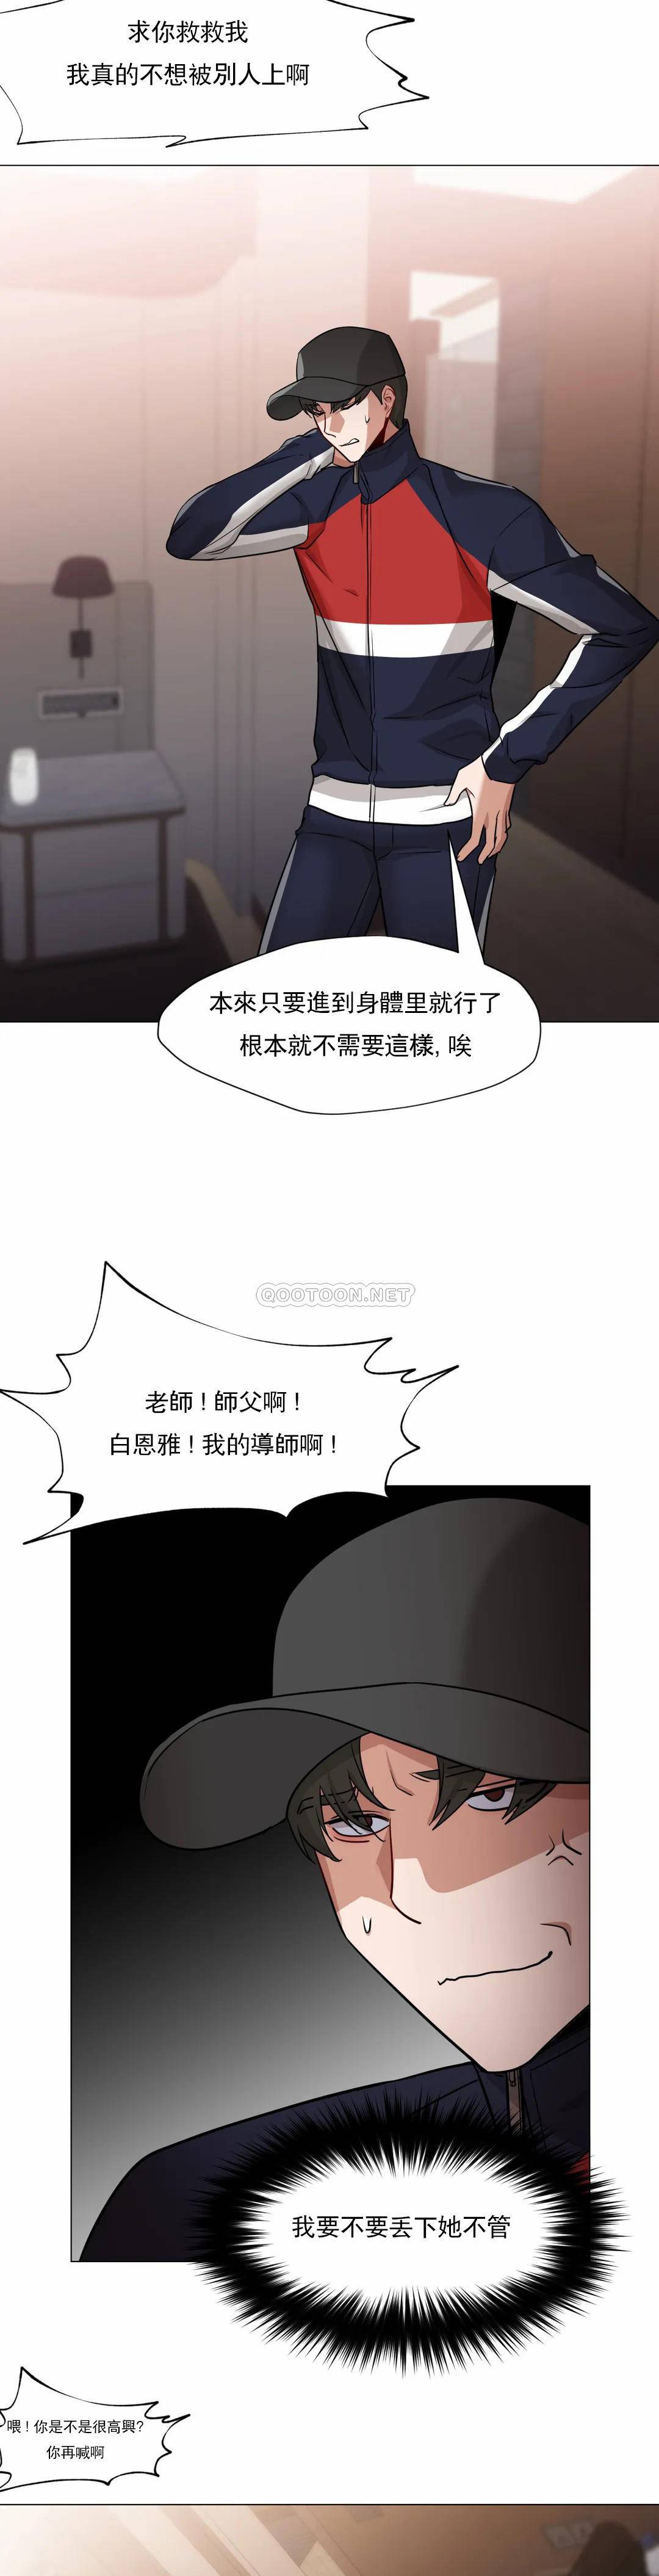 求你救救我
我真的不想被別人上啊
本來只要進到身體里就行了
根本就不需要這樣, 唉
QOOTOON.NET
老師！師父啊！
白恩雅！我的導師啊！
我要不要丟下她不管
喂！你是不是很高興?
你再喊啊